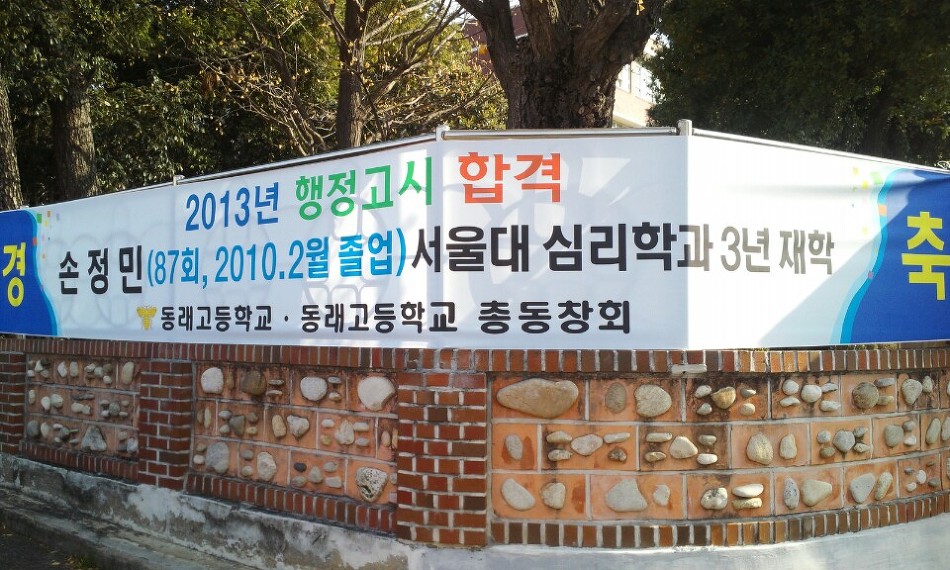 경
2013년 행정고시 합격
손정민(87회, 2010.2월 졸업)서울대 심리학과 3년 재학
동래고등학교·동래고등학교 총동창회
축